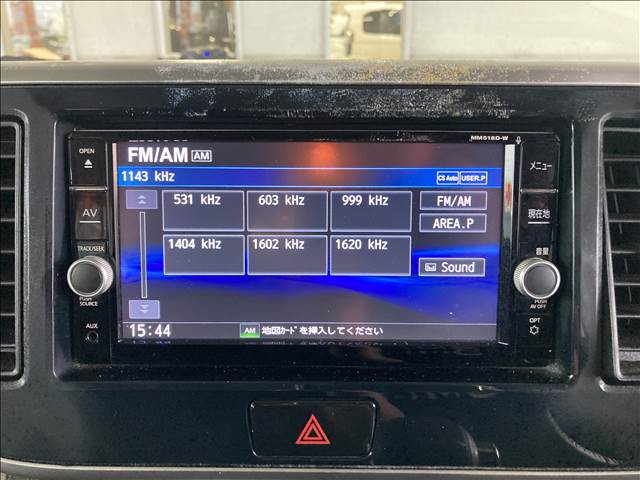 MM518D-W
OPEN
AV
TRACK/SEEK
PUSH
SOURCE
AUX
FM/AM AM
1143 kHz
CS Auto USER.P
531 kHz 603 kHz 999 kHz FM/AM
AREA.P
1404 kHz 1602 kHz 1620 kHz
Sound
15:44 AM 地図ｶｰﾄﾞを挿入してください
メニュー
現在地
音量
PUSH
AV OFF
OPT